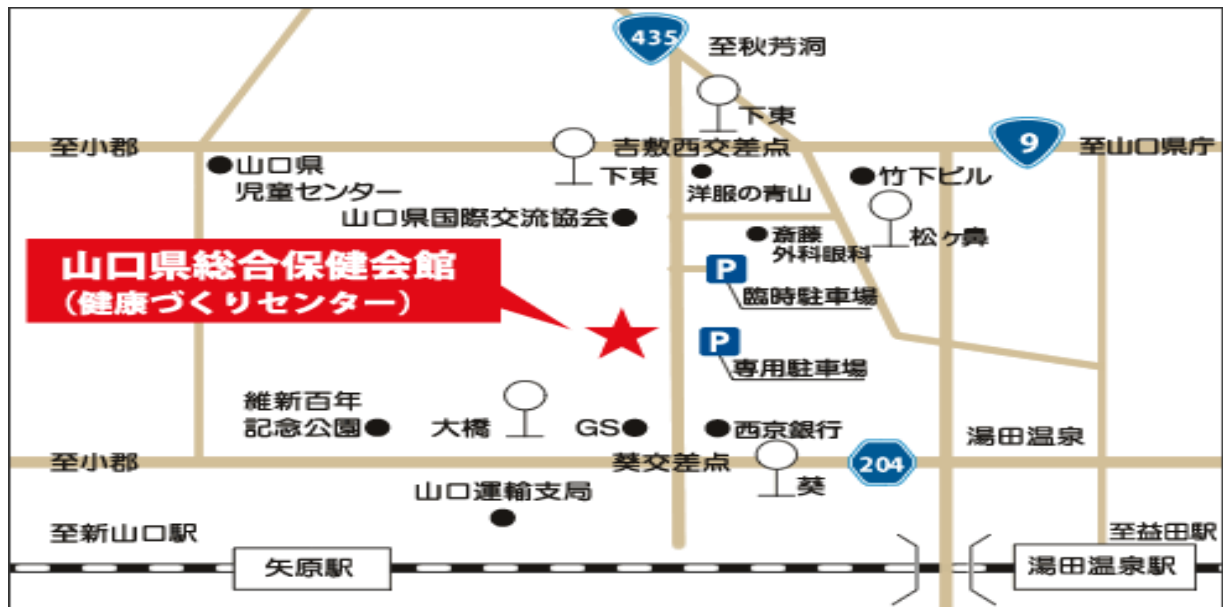 435
至秋芳洞
下東
至小郡
吉敷西交差点
9
至山口県庁
山口県
児童センター
下東
洋服の青山
竹下ビル
山口県国際交流協会
斎藤
外科眼科
松ヶ鼻
山口県総合保健会館
(健康づくりセンター)
P
臨時駐車場
P
専用駐車場
維新百年
記念公園
大橋
GS
西京銀行
湯田温泉
至小郡
葵交差点
204
葵
山口運輸支局
至新山口駅
至益田駅
矢原駅
湯田温泉駅